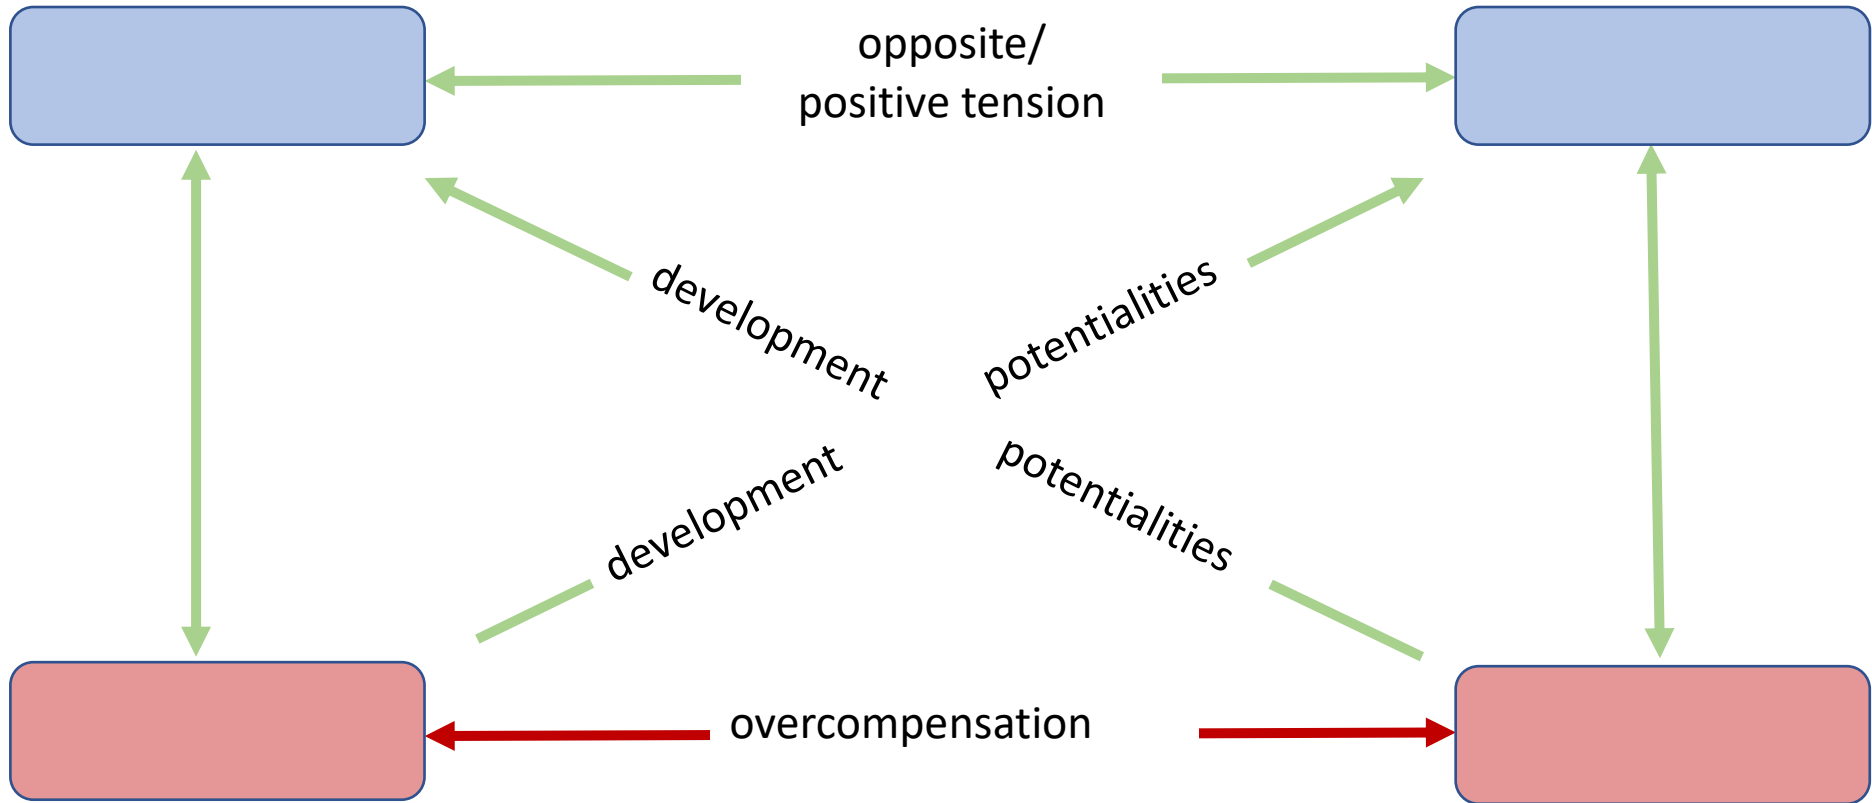 opposite/
positive tension
development
potentialities
development
potentialities
overcompensation